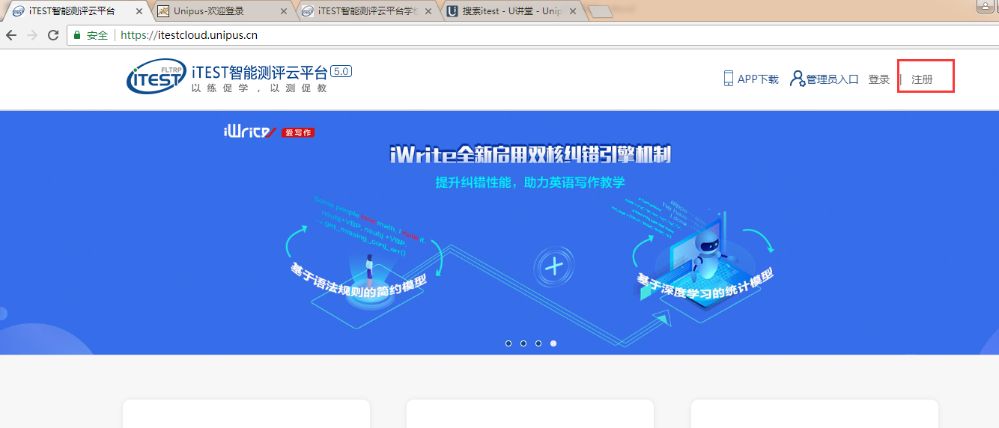 iTEST智能测评云平台
Unipus-欢迎登录
iTEST智能测评云平台学校
搜索itest - U讲堂 - Unip
安全 | https://itestcloud.unipus.cn
FLTRP
iTEST
iTEST智能测评云平台 5.0
以练促学，以测促教
APP下载
管理员入口
登录 | 注册
iWrite 爱写作
iWrite全新启用双核纠错引擎机制
提升纠错性能，助力英语写作教学
Some people love math, I hate it.
nsubj+VBP, nsubj +VBP,
-> get_missing_conj_err()
基于语法规则的简约模型
基于深度学习的统计模型